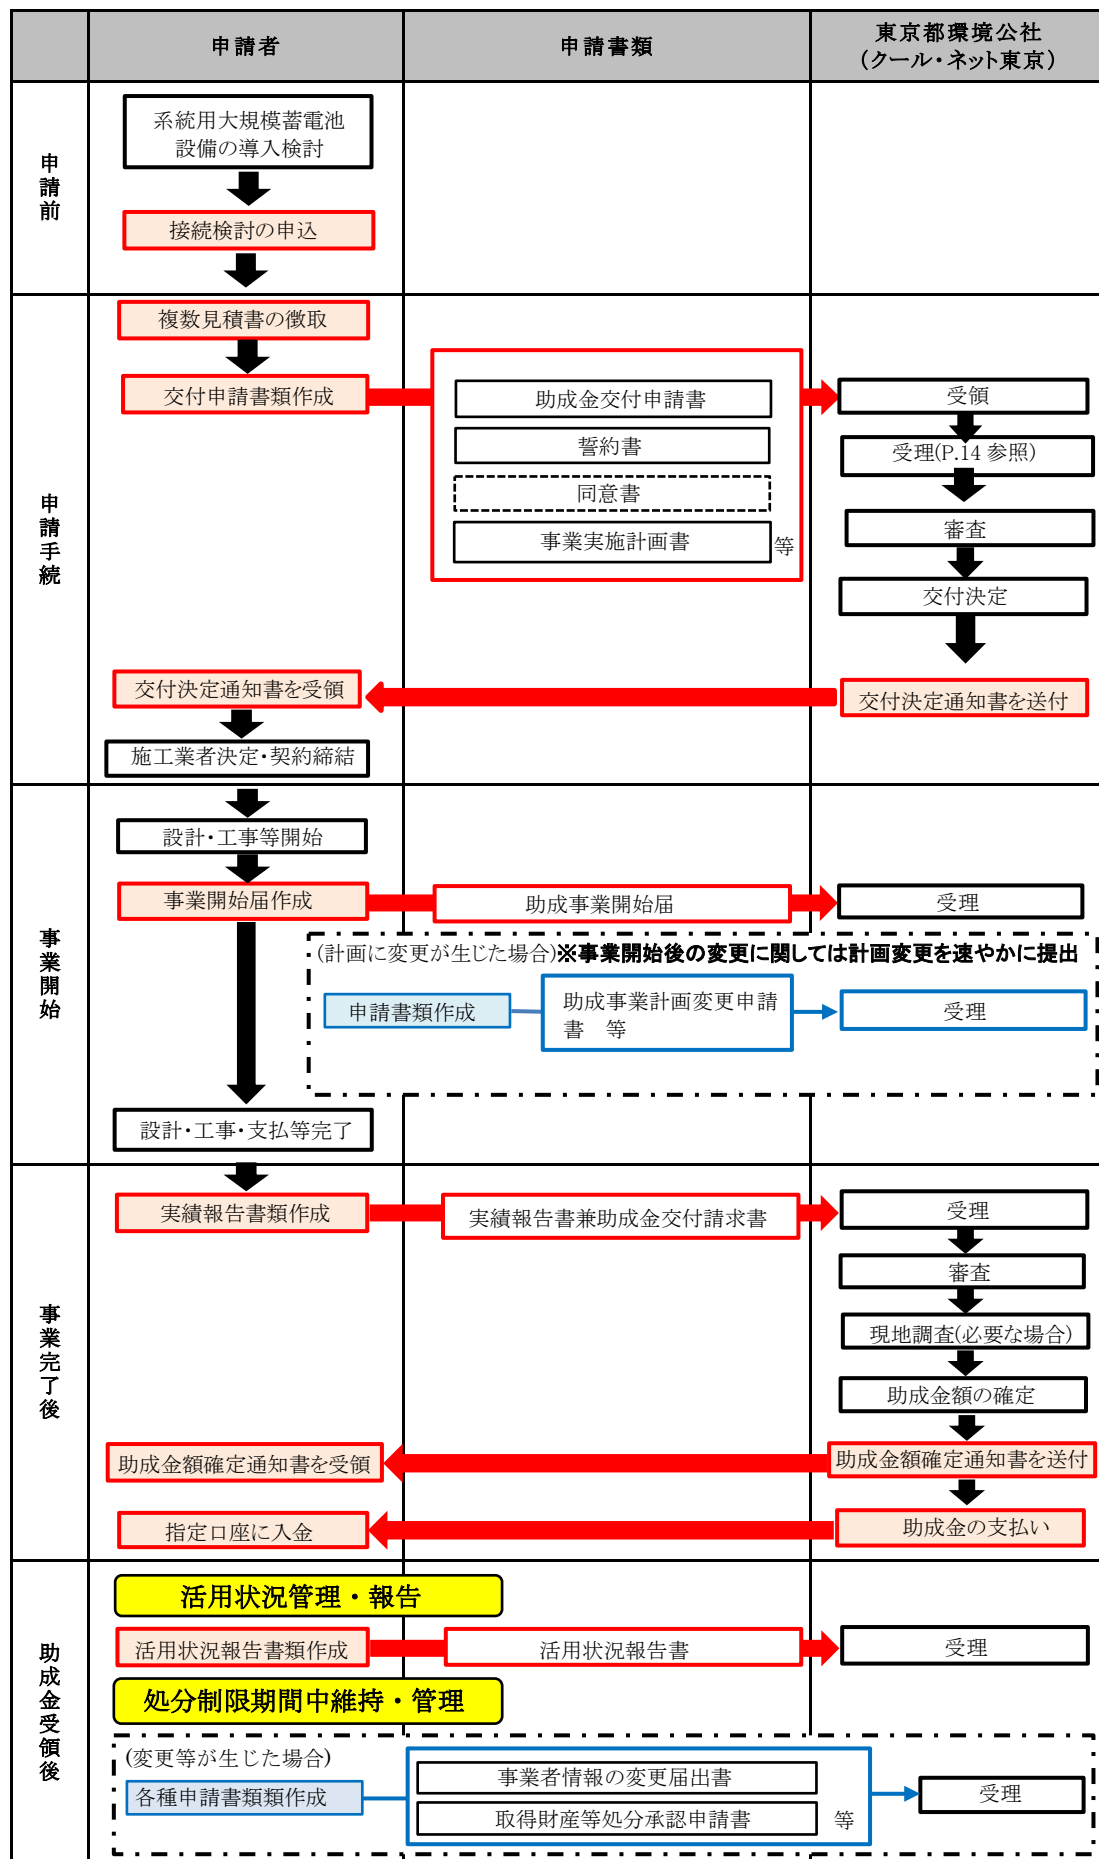 申請者
申請書類
東京都環境公社
(クール・ネット東京)
申請前
系統用大規模蓄電池
設備の導入検討
接続検討の申込
申請手続
複数見積書の徴取
交付申請書類作成
助成金交付申請書
誓約書
同意書
事業実施計画書
等
受領
受理(P.14 参照)
審査
交付決定
交付決定通知書を送付
交付決定通知書を受領
施工業者決定・契約締結
事業開始
設計・工事等開始
事業開始届作成
助成事業開始届
受理
(計画に変更が生じた場合)※事業開始後の変更に関しては計画変更を速やかに提出
申請書類作成
助成事業計画変更申請
書 等
受理
設計・工事・支払等完了
事業完了後
実績報告書類作成
実績報告書兼助成金交付請求書
受理
審査
現地調査(必要な場合)
助成金額の確定
助成金額確定通知書を送付
助成金額確定通知書を受領
助成金の支払い
指定口座に入金
助成金受領後
活用状況管理・報告
活用状況報告書類作成
活用状況報告書
受理
処分制限期間中維持・管理
(変更等が生じた場合)
各種申請書類類作成
事業者情報の変更届出書
取得財産等処分承認申請書
等
受理